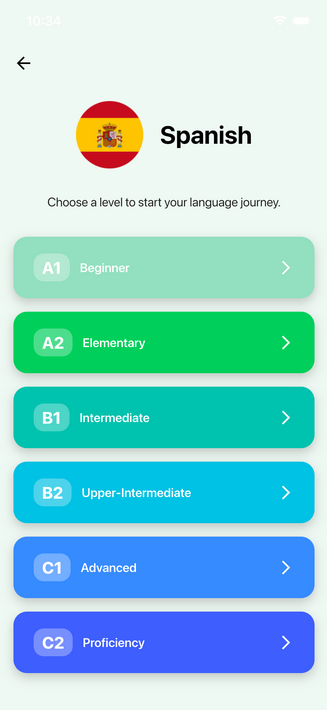 10:34
Spanish
Choose a level to start your language journey.
A1 Beginner
A2 Elementary
B1 Intermediate
B2 Upper-Intermediate
C1 Advanced
C2 Proficiency